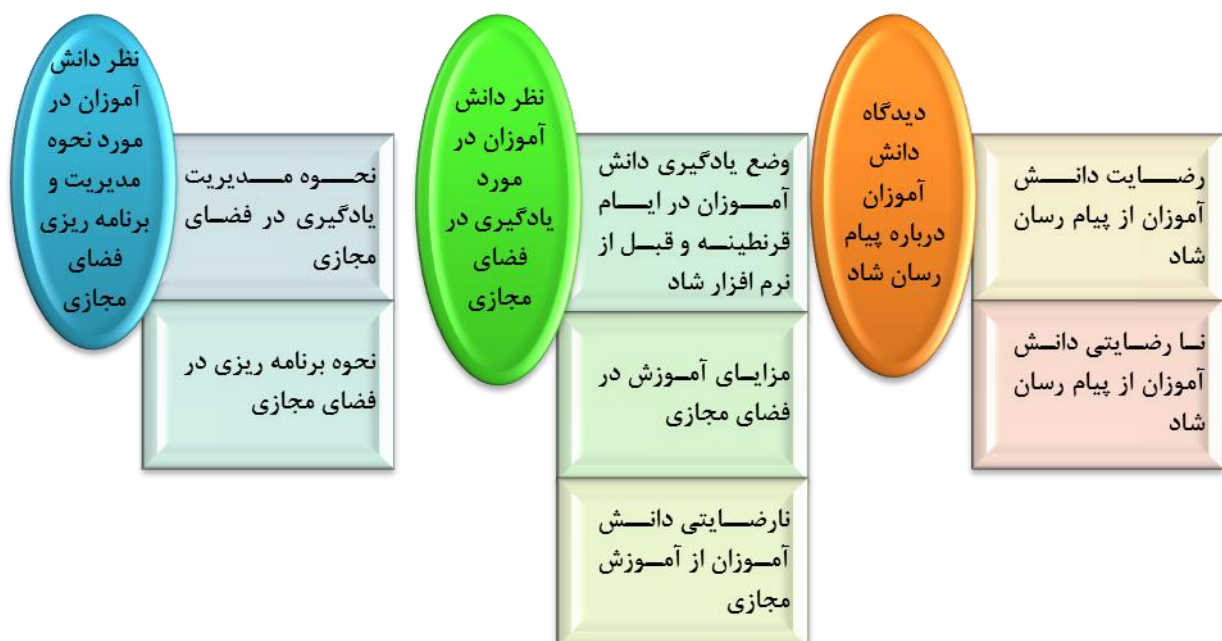 دیدگاه
دانش
آموزان
درباره پیام
رسان شاد
رضایت دانش
آموزان از پیام رسان
شاد
نا رضایتی دانش
آموزان از پیام رسان
شاد
نظر دانش
آموزان در
مورد
یادگیری در
فضای
مجازی
وضع یادگیری دانش
آموزان در ایام
قرنطینه و قبل از
نرم افزار شاد
مزایای آموزش در
فضای مجازی
نارضایتی دانش
آموزان از آموزش
مجازی
نظر دانش
آموزان در
مورد نحوه
مدیریت و
برنامه ریزی
فضای
مجازی
نحوه مدیریت
یادگیری در فضای
مجازی
نحوه برنامه ریزی در
فضای مجازی